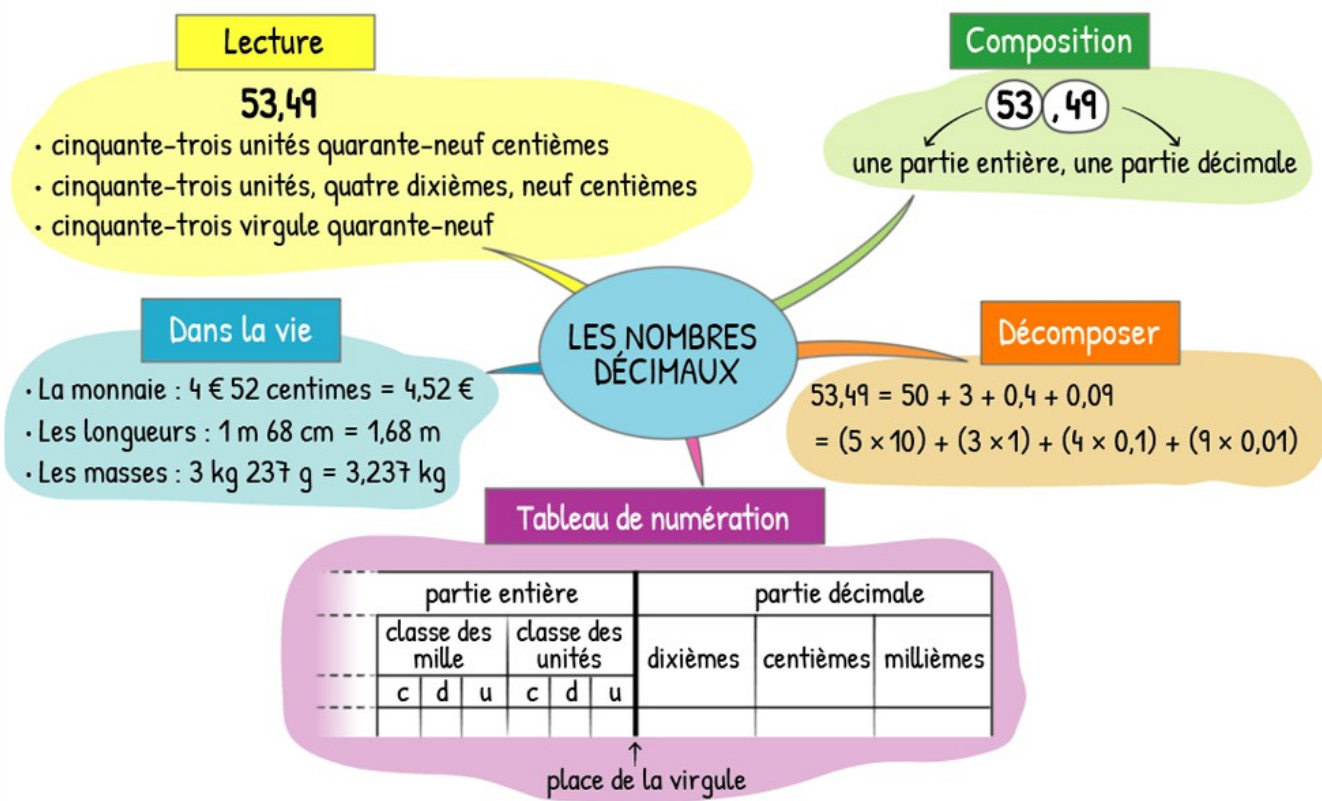 Lecture
53,49
· cinquante-trois unités quarante-neuf centièmes
· cinquante-trois unités, quatre dixièmes, neuf centièmes
· cinquante-trois virgule quarante-neuf
Composition
53 , 49
une partie entière, une partie décimale
LES NOMBRES
DÉCIMAUX
Dans la vie
· La monnaie : 4 € 52 centimes = 4,52 €
· Les longueurs : 1 m 68 cm = 1,68 m
· Les masses : 3 kg 237 g = 3,237 kg
Décomposer
53,49 = 50 + 3 + 0,4 + 0,09
= (5 × 10) + (3 × 1) + (4 × 0,1) + (9 × 0,01)
Tableau de numération
partie entière partie décimale
classe des mille classe des unités dixièmes centièmes millièmes
c d u c d u
place de la virgule